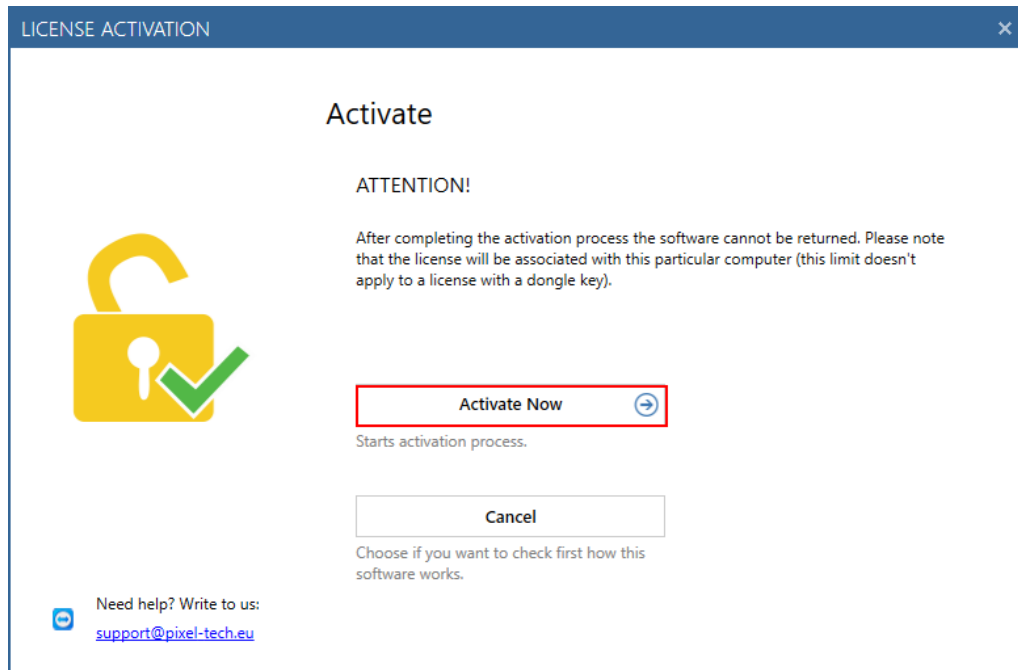 LICENSE ACTIVATION
Activate
ATTENTION!
After completing the activation process the software cannot be returned. Please note
that the license will be associated with this particular computer (this limit doesn't
apply to a license with a dongle key).
Activate Now
Starts activation process.
Cancel
Choose if you want to check first how this
software works.
Need help? Write to us:
support@pixel-tech.eu